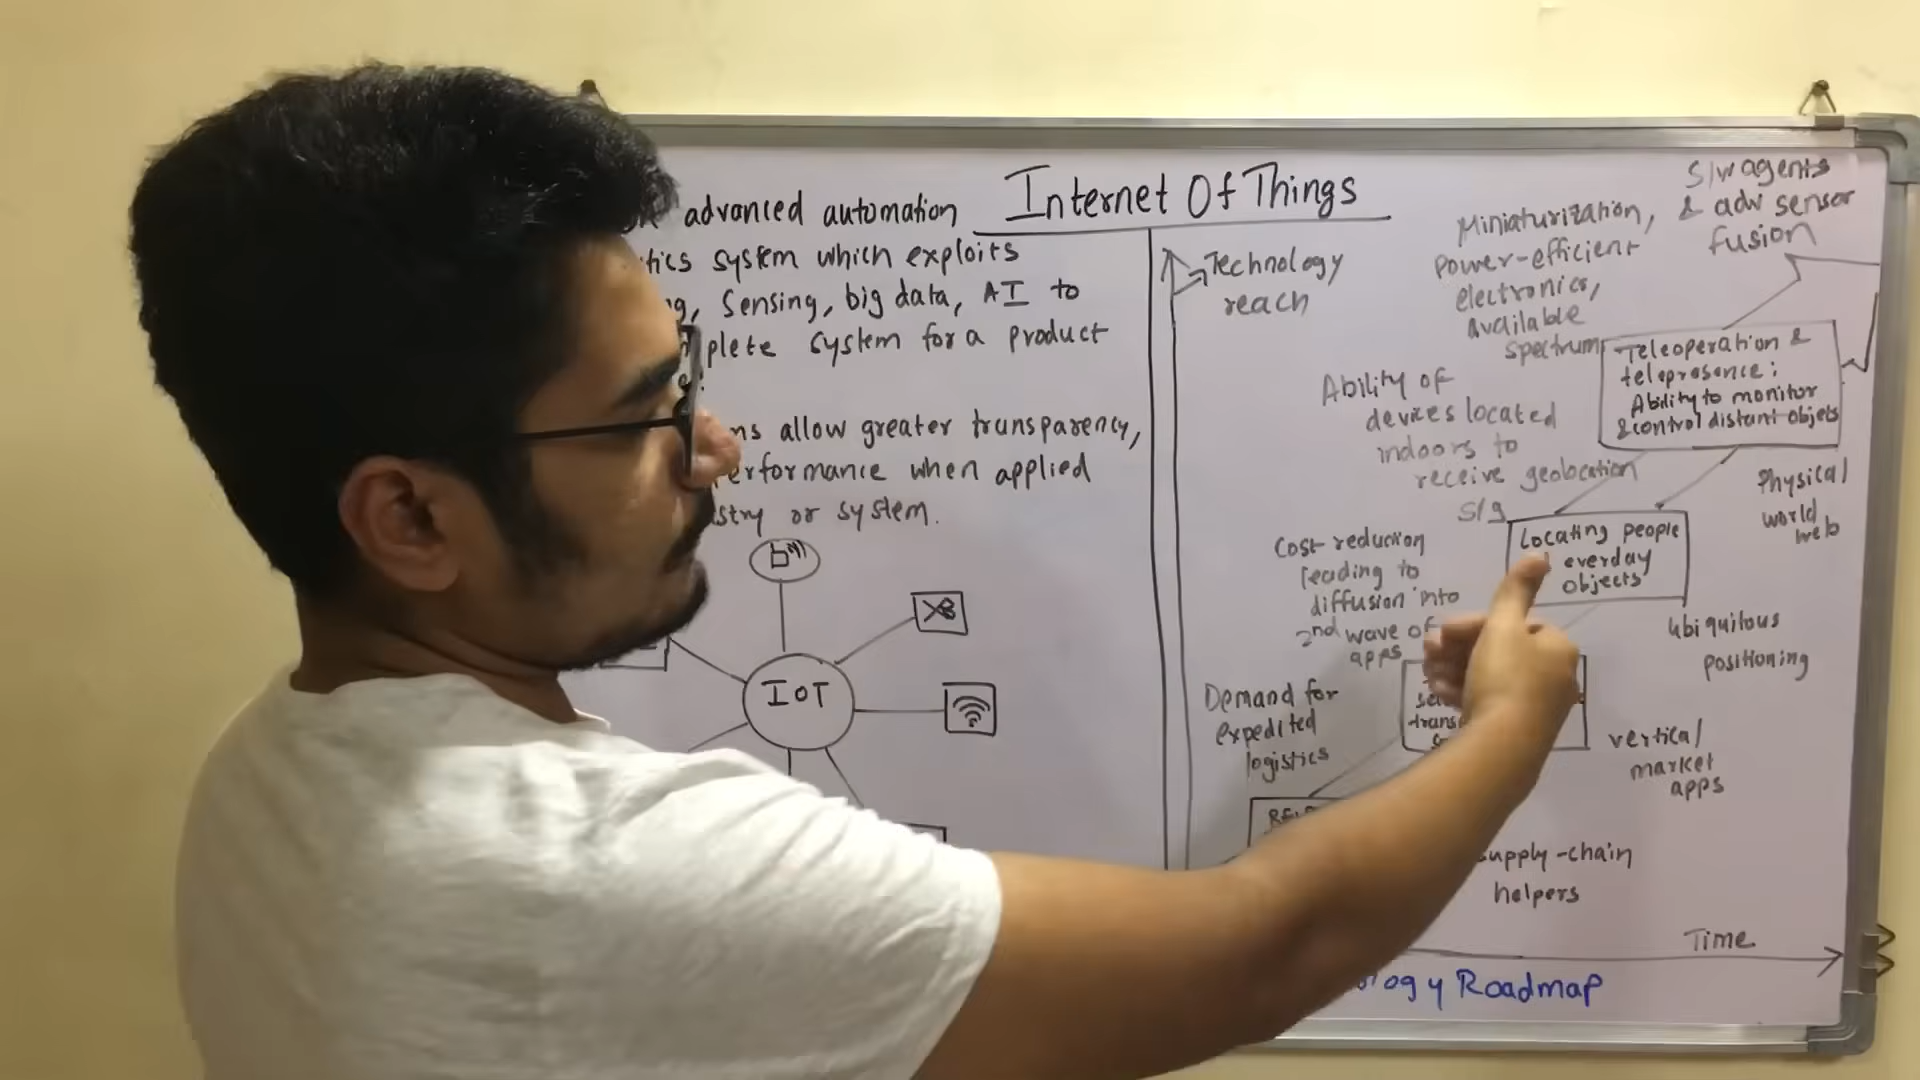 Internet Of Things
advanced automation
system which exploits
Sensing, big data, AI to
system for a product
allow greater transparency,
when applied
or system.
IOT
Technology
reach
S/w agents
& adv sensor
fusion
Miniaturization,
power-efficient
electronics,
available
spectrum
Teleoperation &
teleprasance:
Ability to monitor
& control distant objets
Ability of
devices located
indoors to
receive geolocation
s/g
Physical
world
web
Locating people
everday
objects
Cost reduction
leading to
diffusion into
2nd wave of
apps
ubiquitous
positioning
Demand for
expedited
logistics
vertical
market
apps
supply-chain
helpers
Time
Roadmap